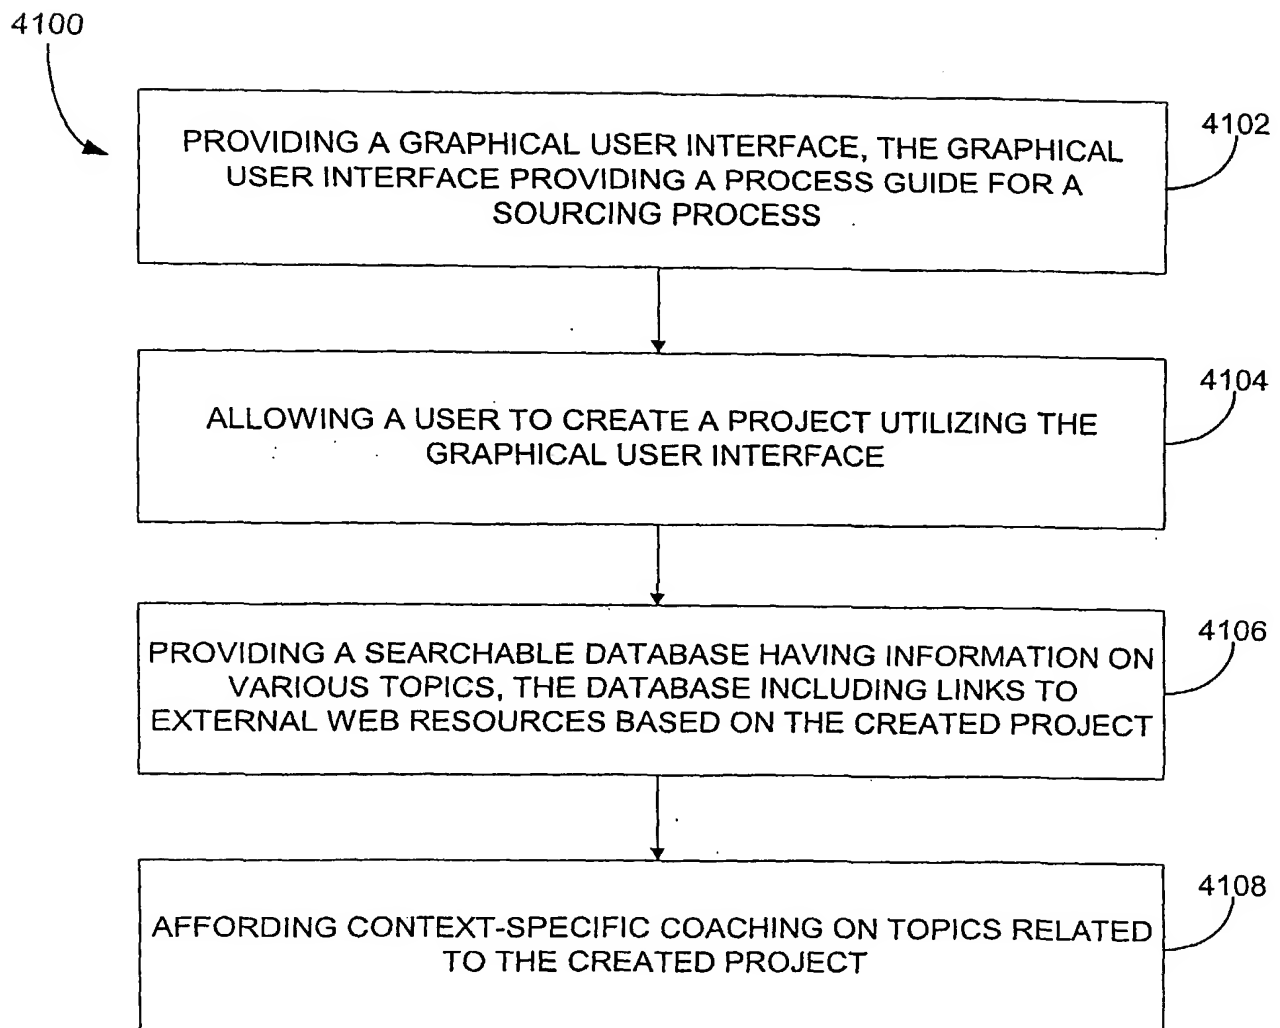 4100
PROVIDING A GRAPHICAL USER INTERFACE, THE GRAPHICAL
USER INTERFACE PROVIDING A PROCESS GUIDE FOR A
SOURCING PROCESS
4102
ALLOWING A USER TO CREATE A PROJECT UTILIZING THE
GRAPHICAL USER INTERFACE
4104
PROVIDING A SEARCHABLE DATABASE HAVING INFORMATION ON
VARIOUS TOPICS, THE DATABASE INCLUDING LINKS TO
EXTERNAL WEB RESOURCES BASED ON THE CREATED PROJECT
4106
AFFORDING CONTEXT-SPECIFIC COACHING ON TOPICS RELATED
TO THE CREATED PROJECT
4108